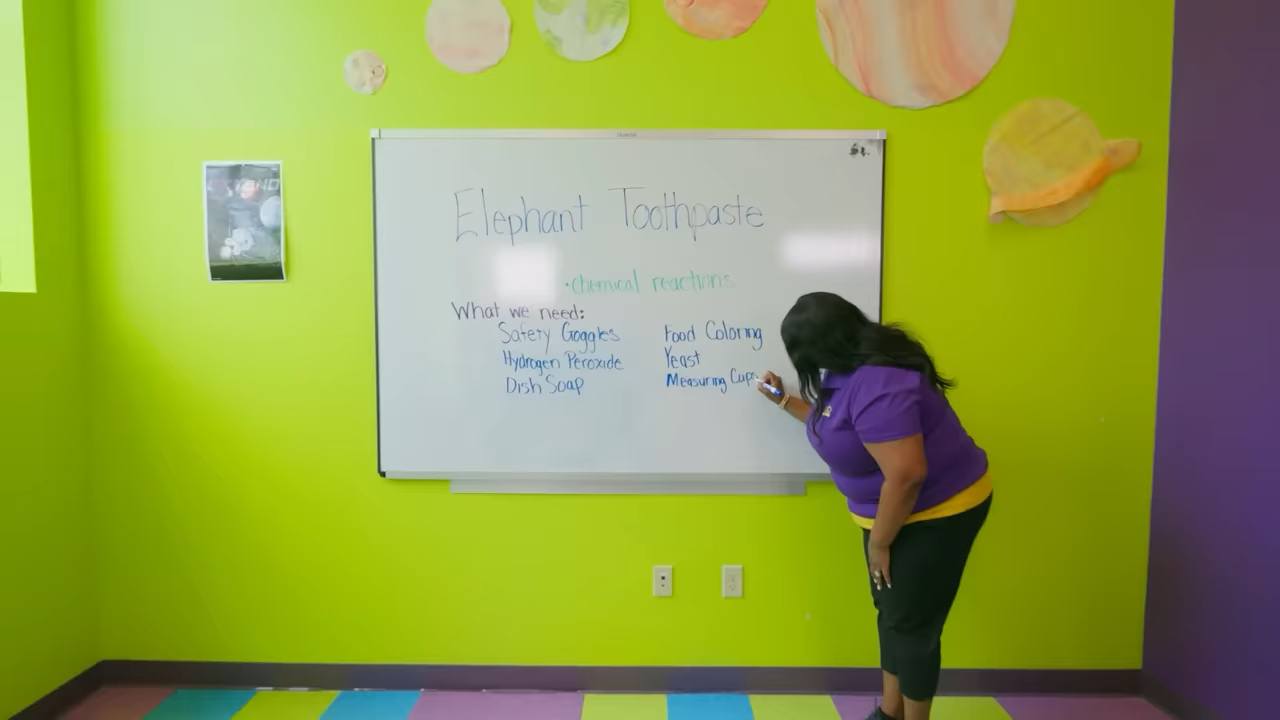 Elephant Toothpaste
•chemical reactions
What we need:
Safety Goggles
Hydrogen Peroxide
Dish Soap
Food Coloring
Yeast
Measuring Cups